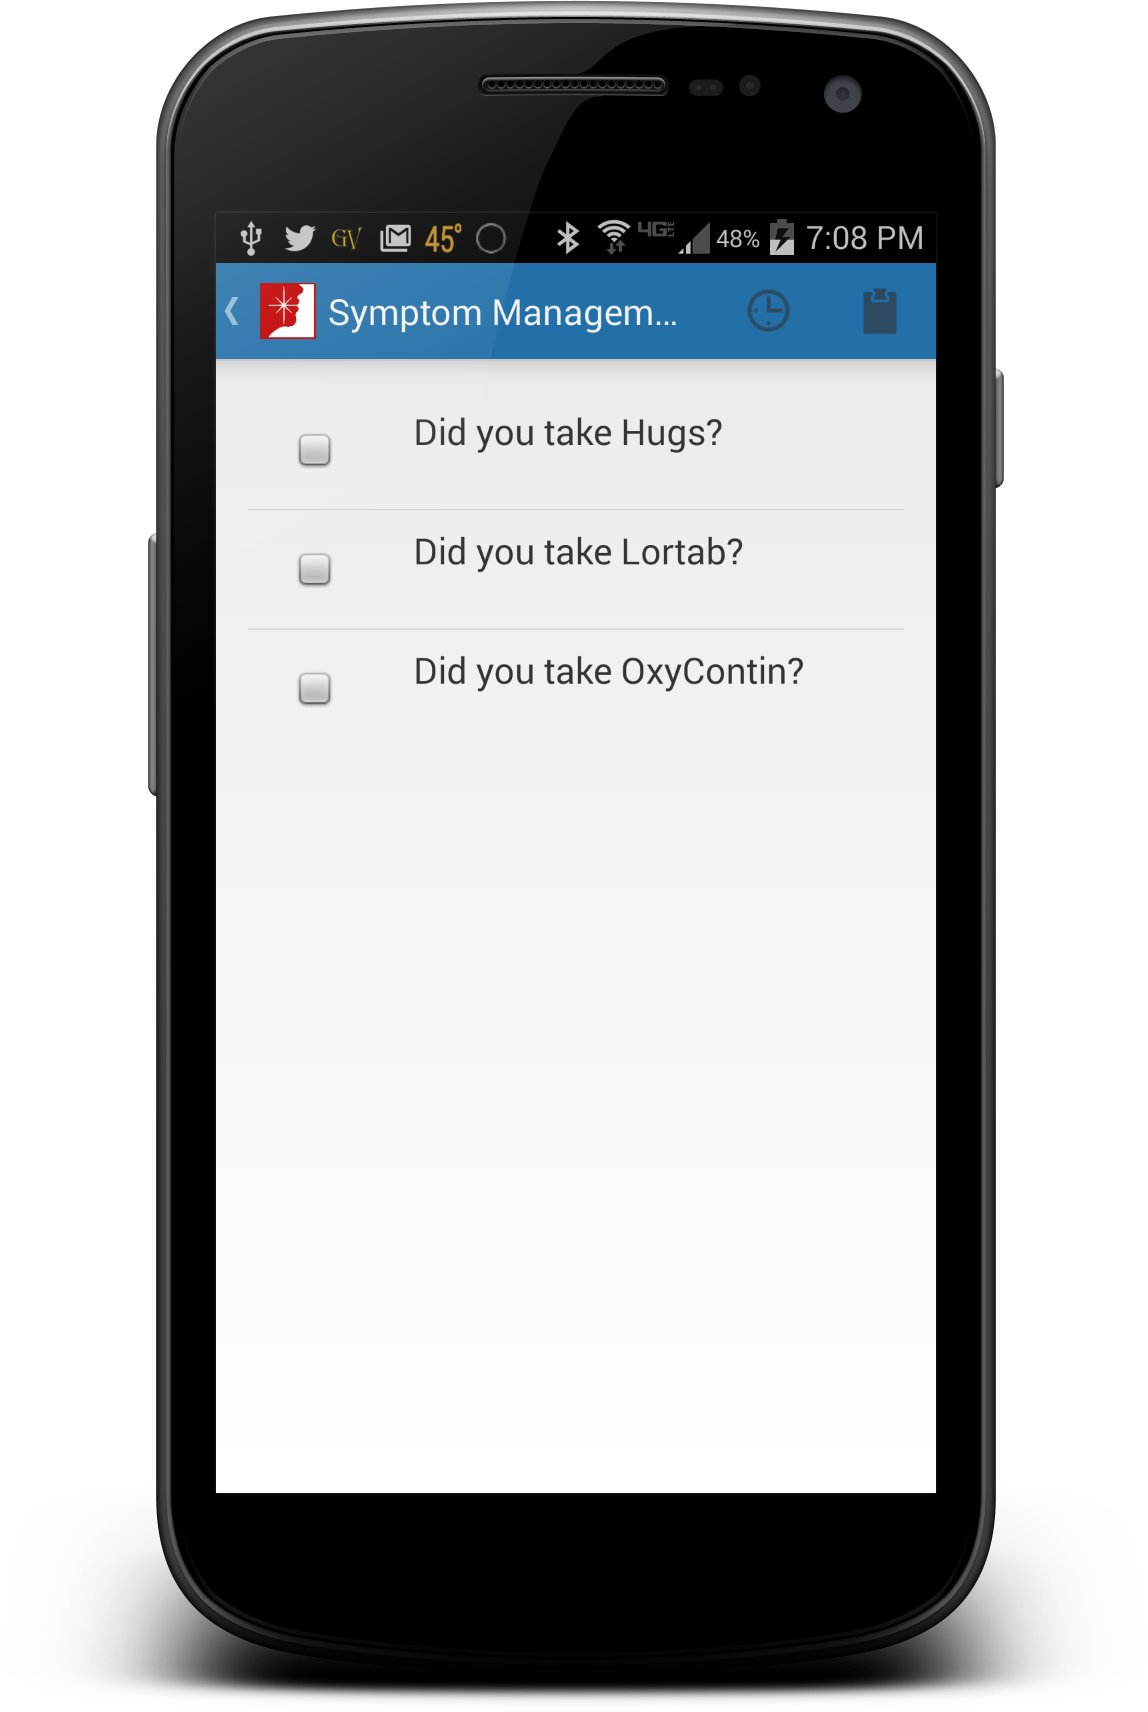 GV 45° 4G LTE 48% 7:08 PM
Symptom Managem...
Did you take Hugs?
Did you take Lortab?
Did you take OxyContin?